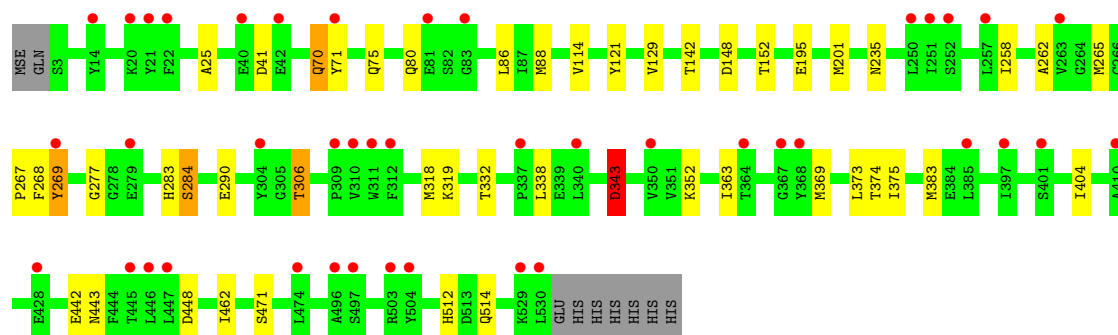 MSE GLN S3 Y14 K20 Y21 F22 A25 E40 D41 E42 Q70 Y71 Q75 Q80 E81 S82 G83 L86 I87 M88 V114 Y121 V129 T142 D148 T152 E195 M201 N235 L250 I251 S252 L257 I258 A262 V263 G264 M265
P267 F268 Y269 G277 G278 E279 H283 S284 E290 Y304 G305 T306 P309 V310 W311 F312 M318 K319 T332 P337 L338 E339 L340 D343 V350 V351 K352 I363 T364 G367 Y368 M369 L373 T374 I375 M383 E384 L385 I397 S401 I404
E428 E442 N443 F444 T445 L446 L447 D448 I462 S471 L474 A496 S497 R503 Y504 H512 D513 Q514 K529 L530 GLU HIS HIS HIS HIS HIS HIS